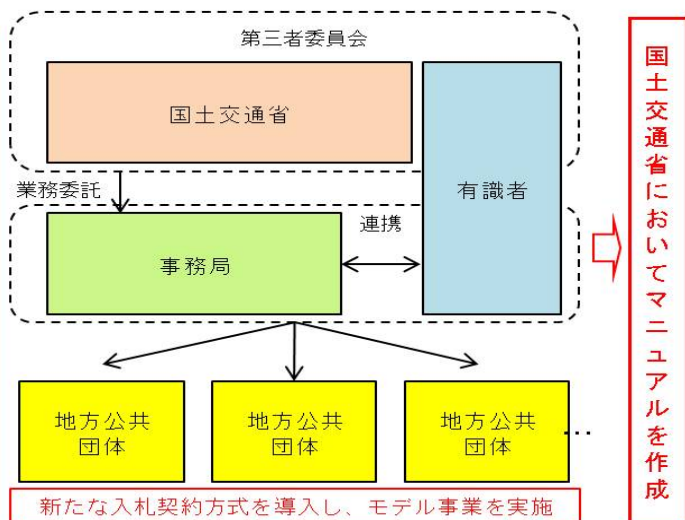 第三者委員会
国土交通省
有識者
業務委託
連携
事務局
地方公共
団体
地方公共
団体
地方公共
団体
…
新たな入札契約方式を導入し、モデル事業を実施
国土交通省においてマニュアルを作成